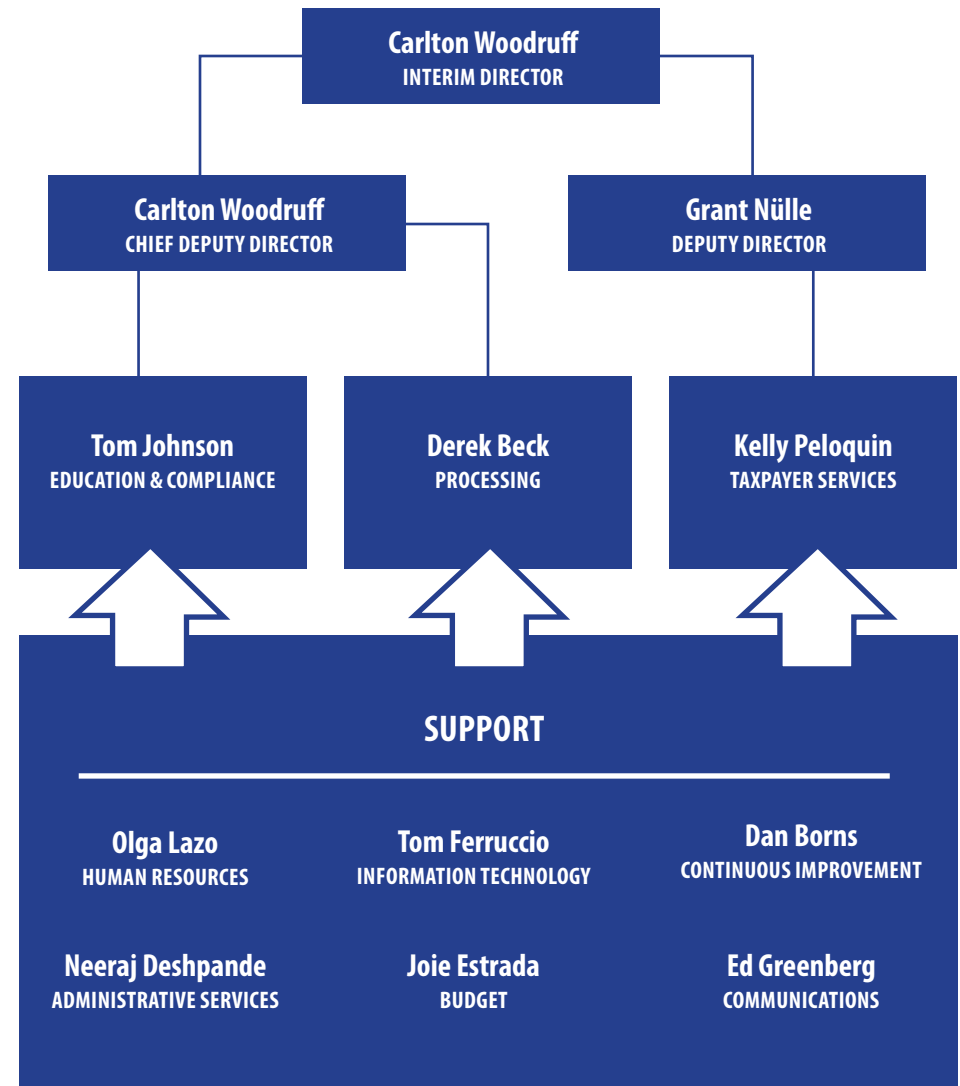 Carlton Woodruff
INTERIM DIRECTOR
Carlton Woodruff
CHIEF DEPUTY DIRECTOR
Grant Nülle
DEPUTY DIRECTOR
Tom Johnson
EDUCATION & COMPLIANCE
Derek Beck
PROCESSING
Kelly Peloquin
TAXPAYER SERVICES
SUPPORT
Olga Lazo
HUMAN RESOURCES
Tom Ferruccio
INFORMATION TECHNOLOGY
Dan Borns
CONTINUOUS IMPROVEMENT
Neeraj Deshpande
ADMINISTRATIVE SERVICES
Joie Estrada
BUDGET
Ed Greenberg
COMMUNICATIONS